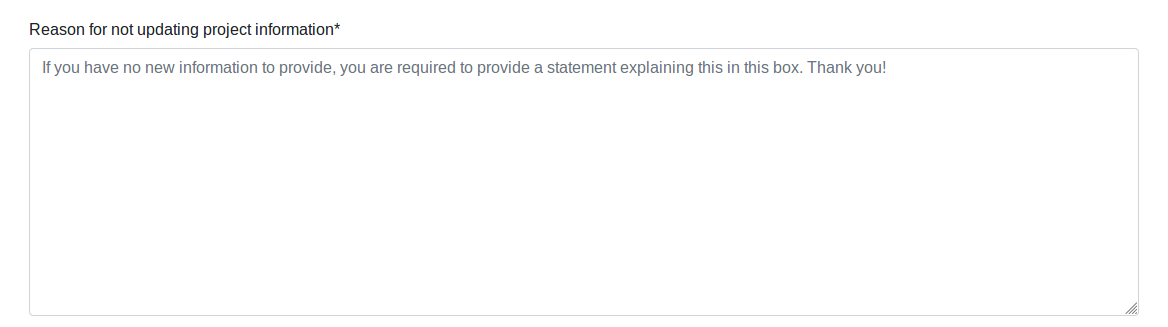 Reason for not updating project information*
If you have no new information to provide, you are required to provide a statement explaining this in this box. Thank you!